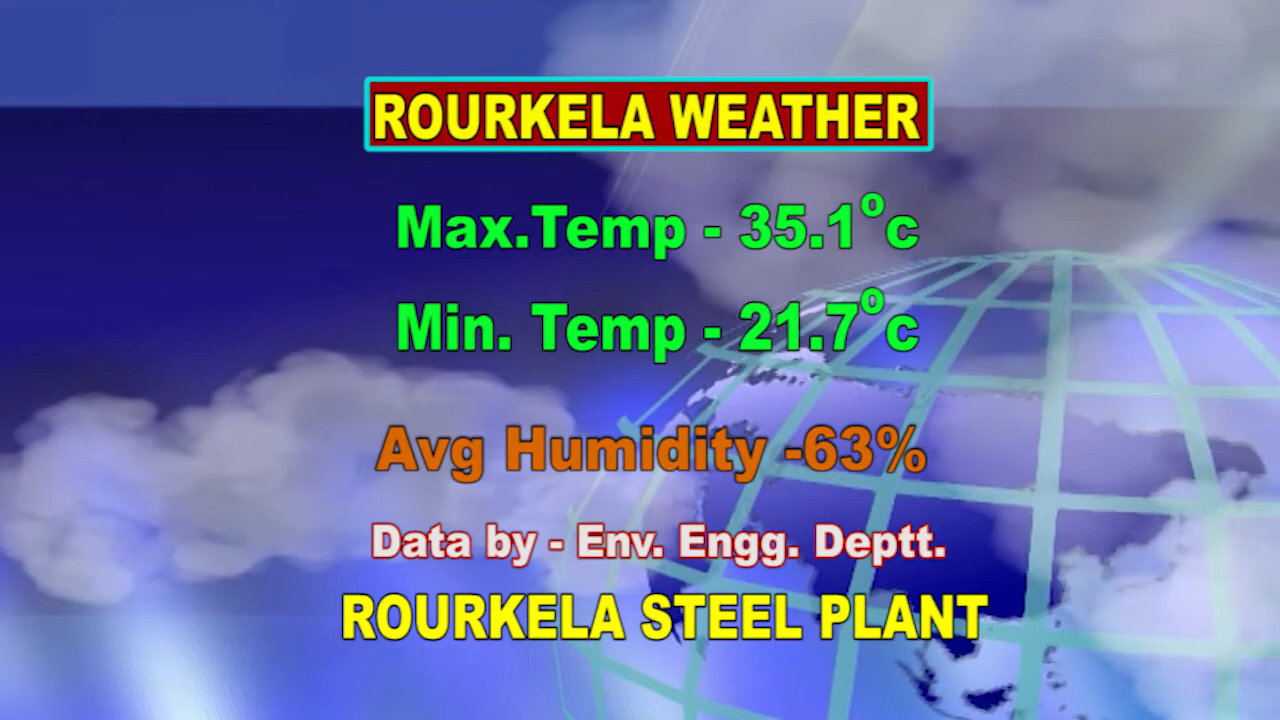 ROURKELA WEATHER
Max.Temp - 35.1°c
Min. Temp - 21.7°c
Avg Humidity -63%
Data by - Env. Engg. Deptt.
ROURKELA STEEL PLANT